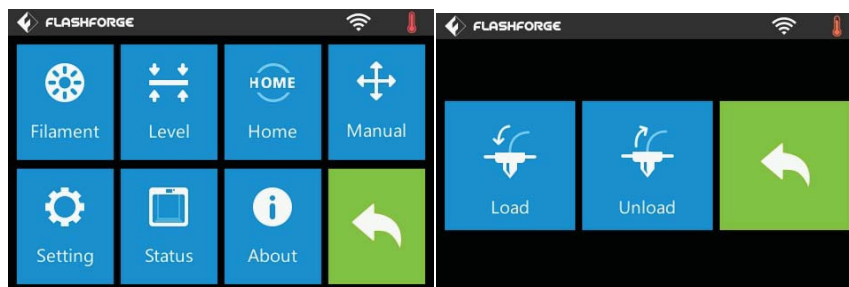 FLASHFORGE
Filament Level Home Manual
HOME
Setting Status About
FLASHFORGE
Load Unload